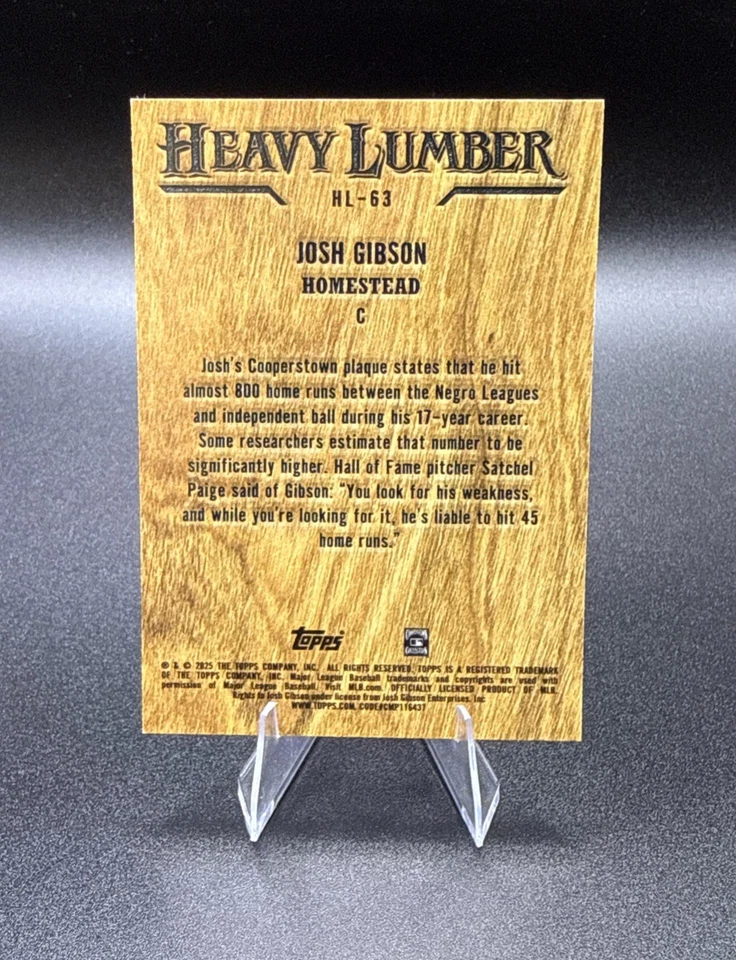 HEAVY LUMBER
HL-63
JOSH GIBSON
HOMESTEAD
C
Josh's Cooperstown plaque states that he hit
almost 800 home runs between the Negro Leagues
and independent ball during his 17-year career.
Some researchers estimate that number to be
significantly higher. Hall of Fame pitcher Satchel
Paige said of Gibson: "You look for his weakness,
and while you're looking for it, he's liable to hit 45
home runs."
Topps
® & © 2025 THE TOPPS COMPANY, INC. ALL RIGHTS RESERVED. TOPPS IS A REGISTERED TRADEMARK
OF THE TOPPS COMPANY, INC. Major League Baseball trademarks and copyrights are used with
permission of Major League Baseball. Visit MLB.com. OFFICIALLY LICENSED PRODUCT OF MLB.
Rights to Josh Gibson under license from Josh Gibson Enterprises, Inc
WWW.TOPPS.COM CODE#CMP116437